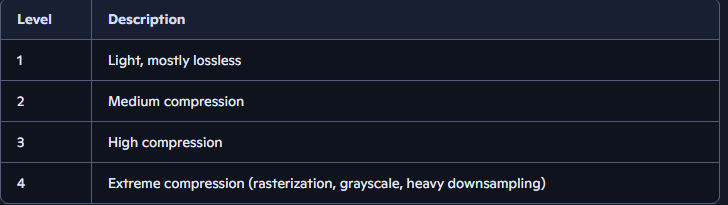 Level Description
1 Light, mostly lossless
2 Medium compression
3 High compression
4 Extreme compression (rasterization, grayscale, heavy downsampling)